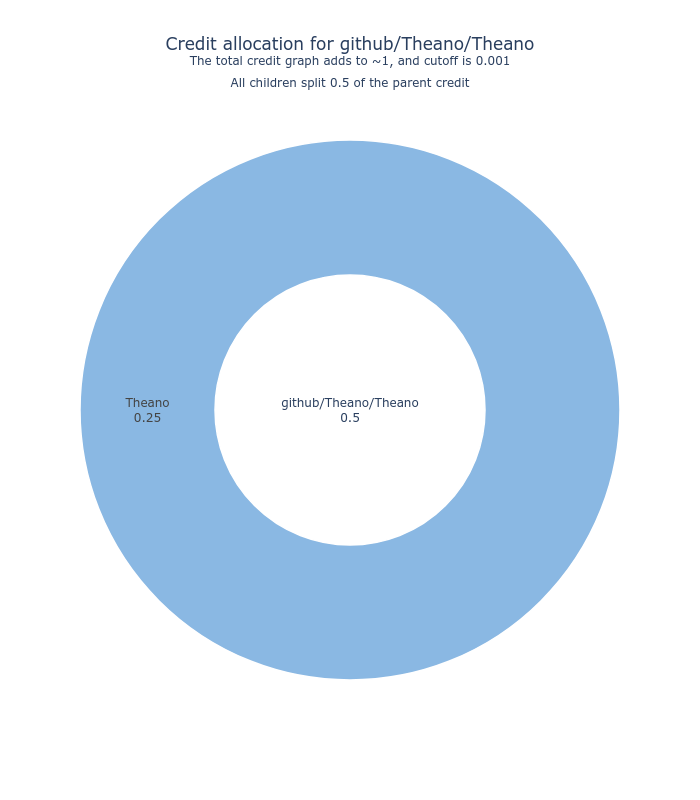 Credit allocation for github/Theano/Theano
The total credit graph adds to ~1, and cutoff is 0.001
All children split 0.5 of the parent credit
Theano
0.25
github/Theano/Theano
0.5